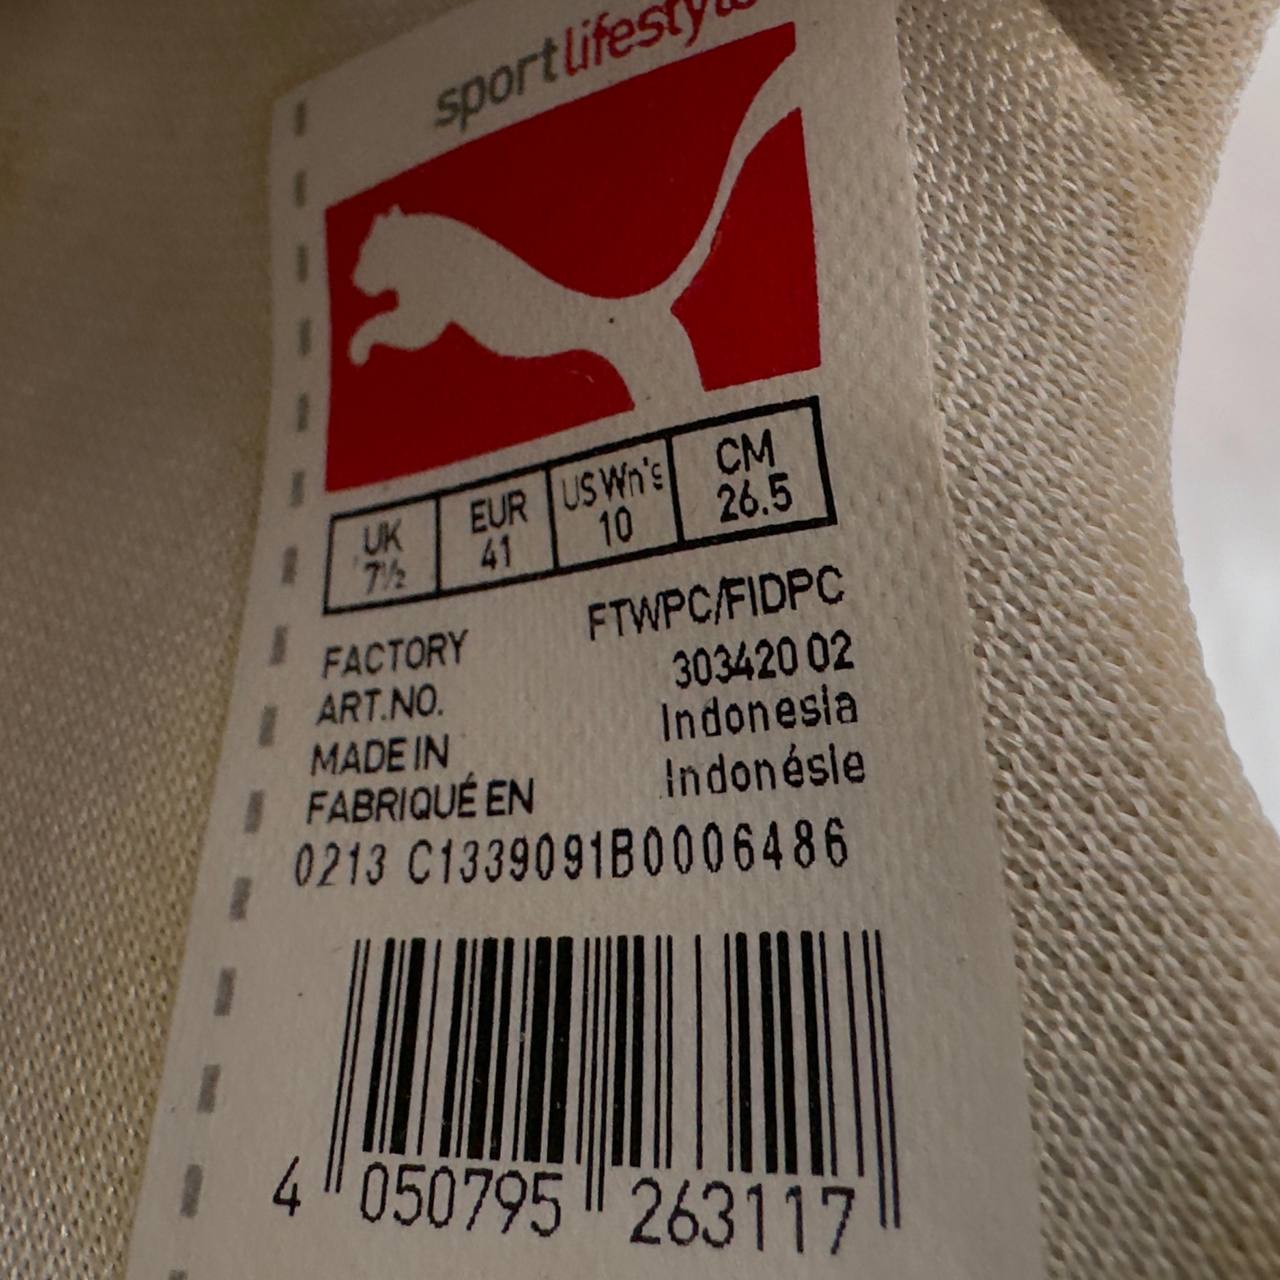 sportlifestyle
UK EUR US Wn's CM
7½ 41 10 26.5
FACTORY FTWPC/FIDPC
ART.NO. 303420 02
MADE IN Indonesia
FABRIQUÉ EN Indonésie
0213 C1339091B0006486
4 050795 263117